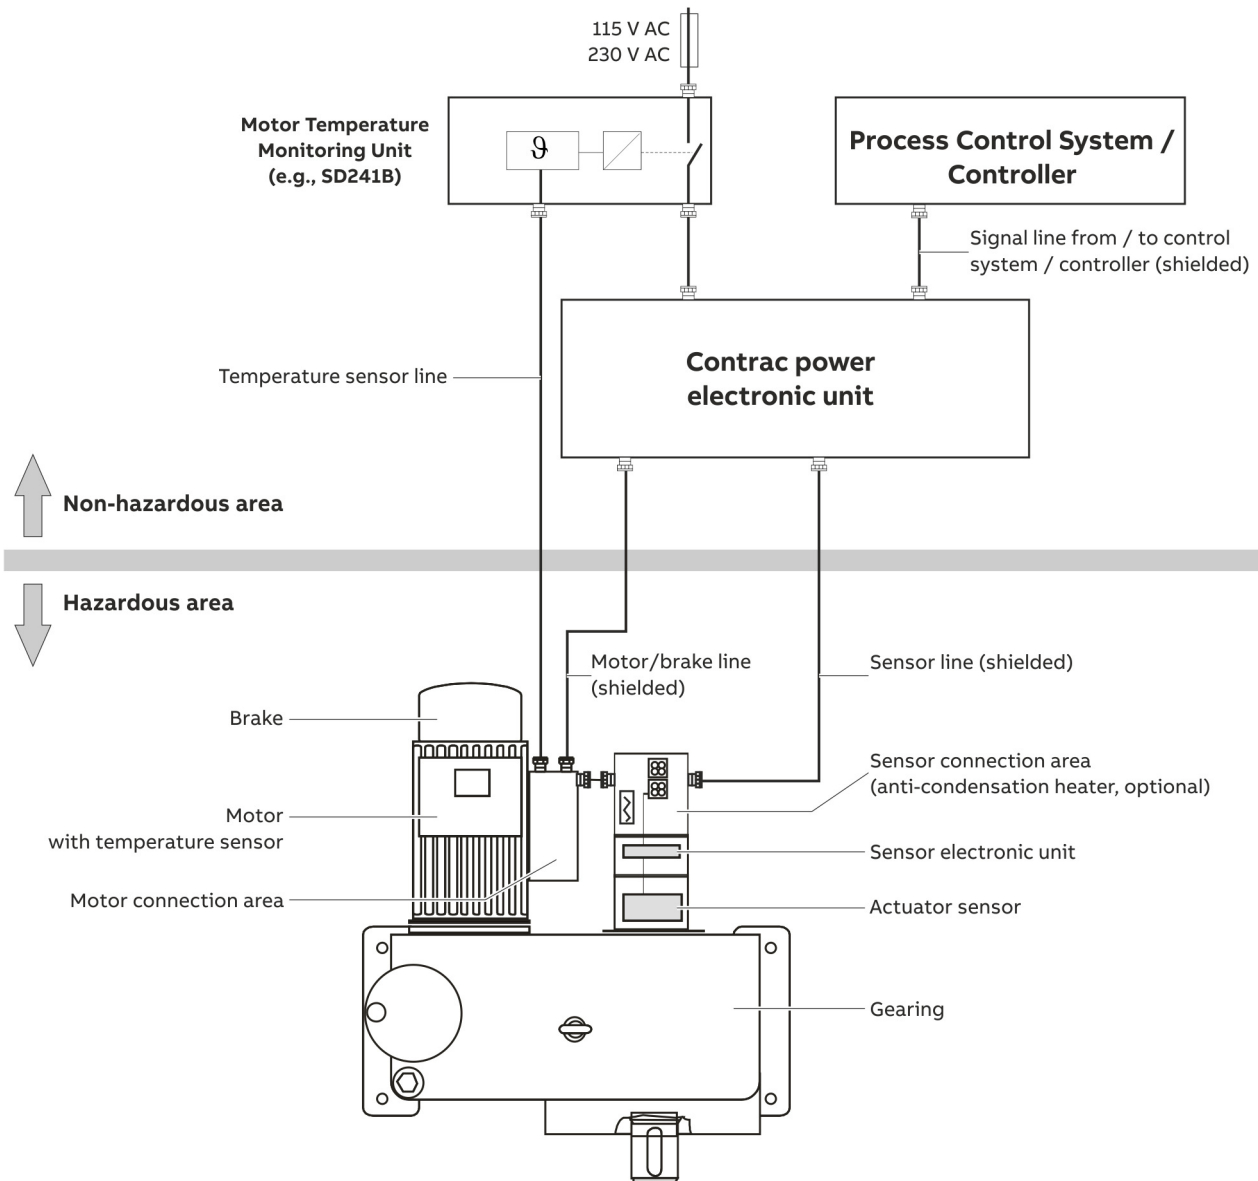 115 V AC
230 V AC
Motor Temperature
Monitoring Unit
(e.g., SD241B)
ϑ
Process Control System /
Controller
Signal line from / to control
system / controller (shielded)
Contrac power
electronic unit
Temperature sensor line
Non-hazardous area
Hazardous area
Motor/brake line
(shielded)
Sensor line (shielded)
Brake
Sensor connection area
(anti-condensation heater, optional)
Motor
with temperature sensor
Sensor electronic unit
Motor connection area
Actuator sensor
Gearing